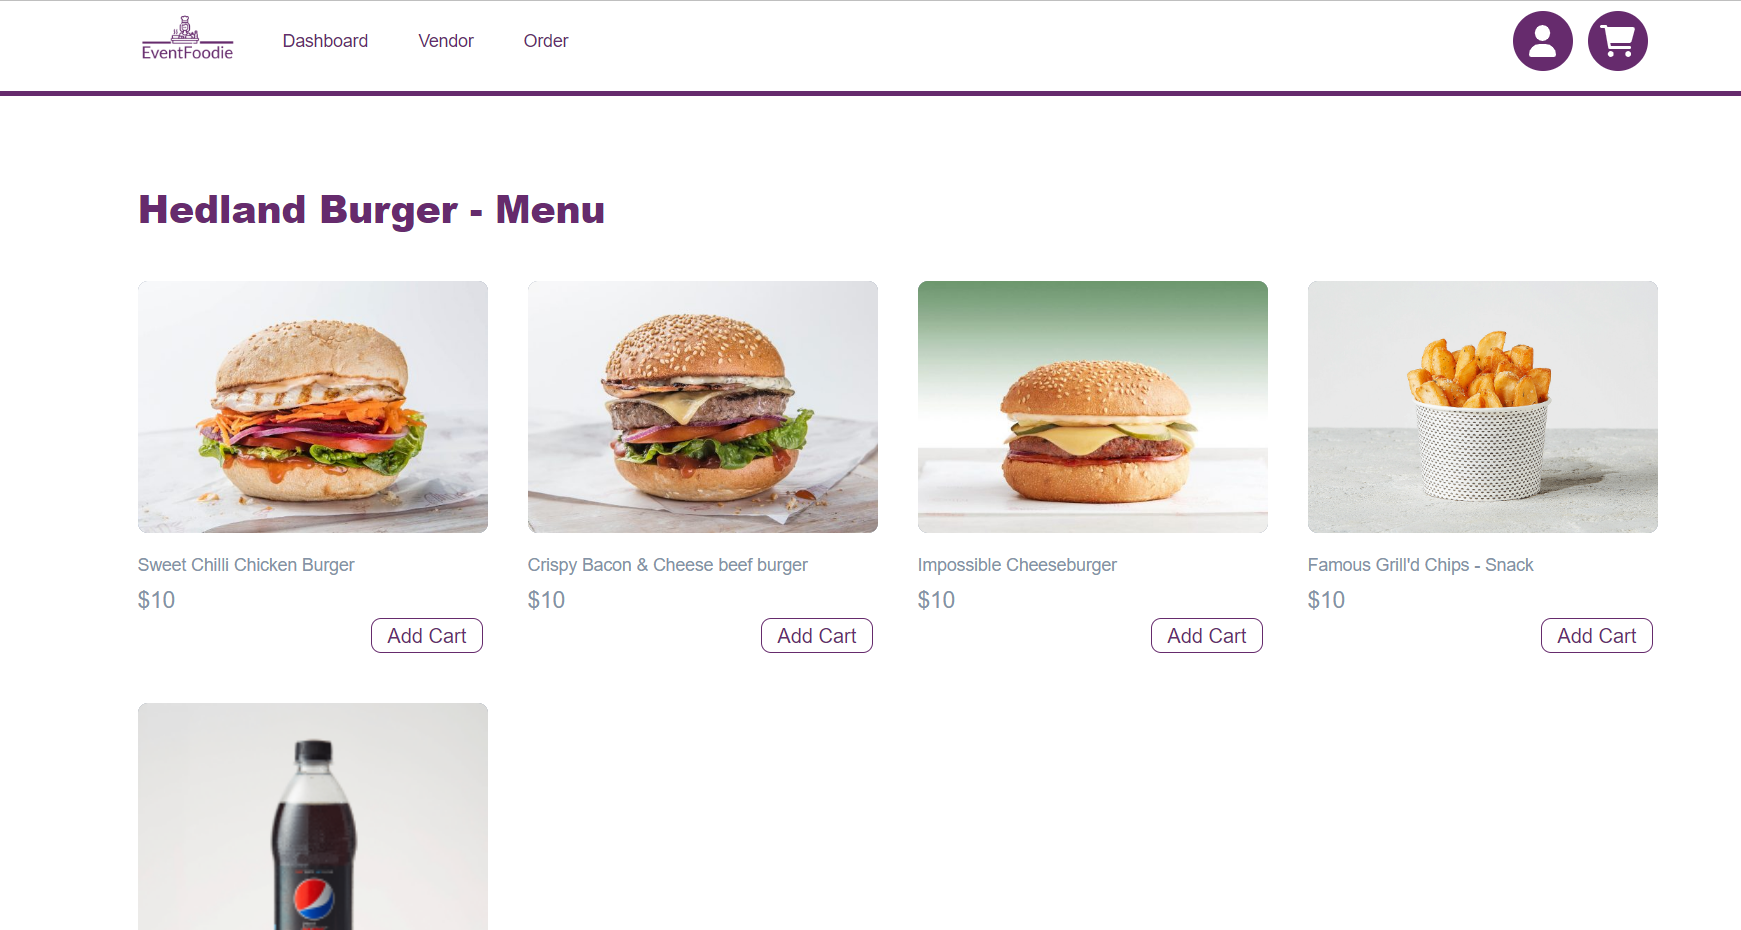 EventFoodie
Dashboard
Vendor
Order
Hedland Burger - Menu
Sweet Chilli Chicken Burger
$10
Add Cart
Crispy Bacon & Cheese beef burger
$10
Add Cart
Impossible Cheeseburger
$10
Add Cart
Famous Grill'd Chips - Snack
$10
Add Cart